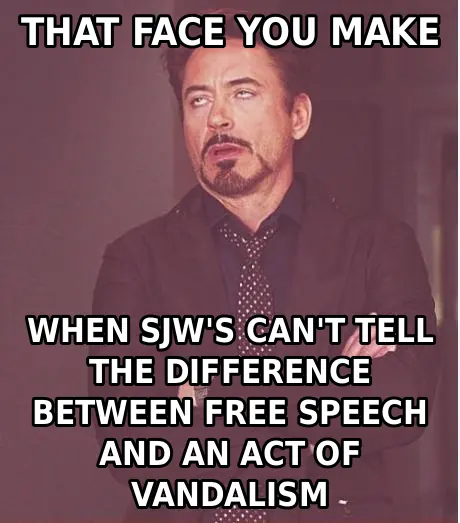 THAT FACE YOU MAKE
WHEN SJW'S CAN'T TELL
THE DIFFERENCE
BETWEEN FREE SPEECH
AND AN ACT OF
VANDALISM